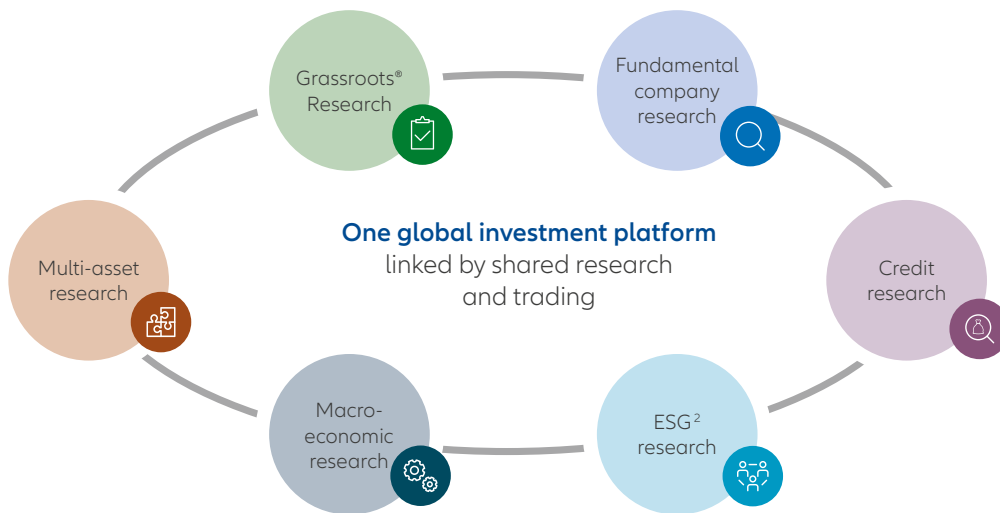 Grassroots®
Research
Fundamental
company
research
One global investment platform
linked by shared research
and trading
Multi-asset
research
Credit
research
Macro-
economic
research
ESG²
research